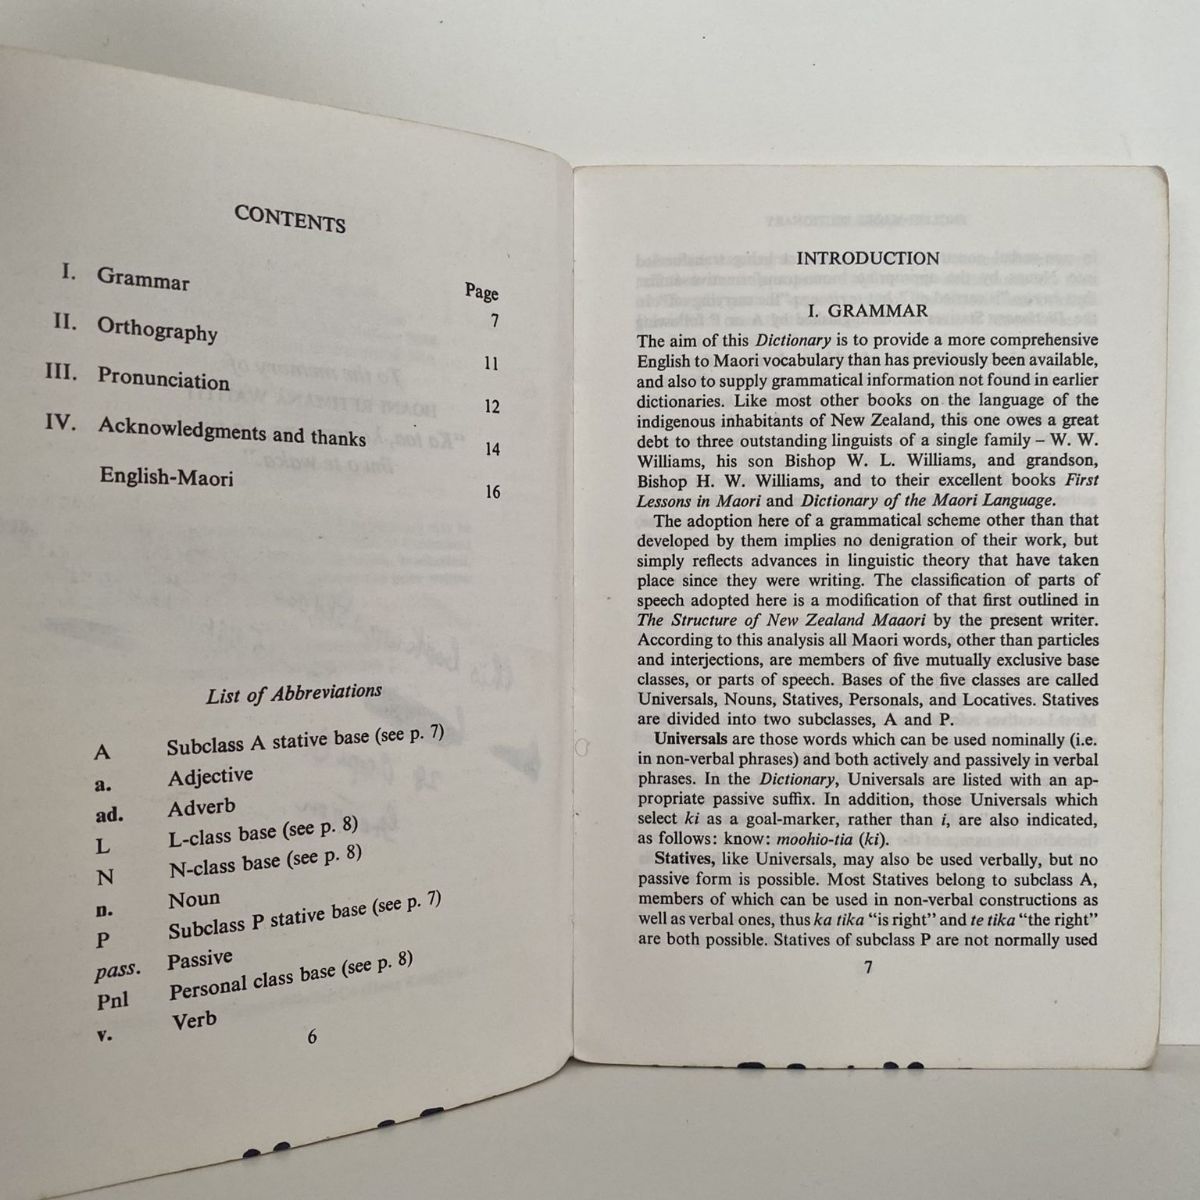 CONTENTS
Page
I. Grammar 7
II. Orthography 11
III. Pronunciation 12
IV. Acknowledgments and thanks 14
English-Maori 16
List of Abbreviations
A Subclass A stative base (see p. 7)
a. Adjective
ad. Adverb
L L-class base (see p. 8)
N N-class base (see p. 8)
n. Noun
P Subclass P stative base (see p. 7)
pass. Passive
Pnl Personal class base (see p. 8)
v. Verb
6
INTRODUCTION
I. GRAMMAR
The aim of this Dictionary is to provide a more comprehensive
English to Maori vocabulary than has previously been available,
and also to supply grammatical information not found in earlier
dictionaries. Like most other books on the language of the
indigenous inhabitants of New Zealand, this one owes a great
debt to three outstanding linguists of a single family – W. W.
Williams, his son Bishop W. L. Williams, and grandson,
Bishop H. W. Williams, and to their excellent books First
Lessons in Maori and Dictionary of the Maori Language.
The adoption here of a grammatical scheme other than that
developed by them implies no denigration of their work, but
simply reflects advances in linguistic theory that have taken
place since they were writing. The classification of parts of
speech adopted here is a modification of that first outlined in
The Structure of New Zealand Maaori by the present writer.
According to this analysis all Maori words, other than particles
and interjections, are members of five mutually exclusive base
classes, or parts of speech. Bases of the five classes are called
Universals, Nouns, Statives, Personals, and Locatives. Statives
are divided into two subclasses, A and P.
Universals are those words which can be used nominally (i.e.
in non-verbal phrases) and both actively and passively in verbal
phrases. In the Dictionary, Universals are listed with an ap-
propriate passive suffix. In addition, those Universals which
select ki as a goal-marker, rather than i, are also indicated,
as follows: know: moohio-tia (ki).
Statives, like Universals, may also be used verbally, but no
passive form is possible. Most Statives belong to subclass A,
members of which can be used in non-verbal constructions as
well as verbal ones, thus ka tika “is right” and te tika “the right”
are both possible. Statives of subclass P are not normally used
7